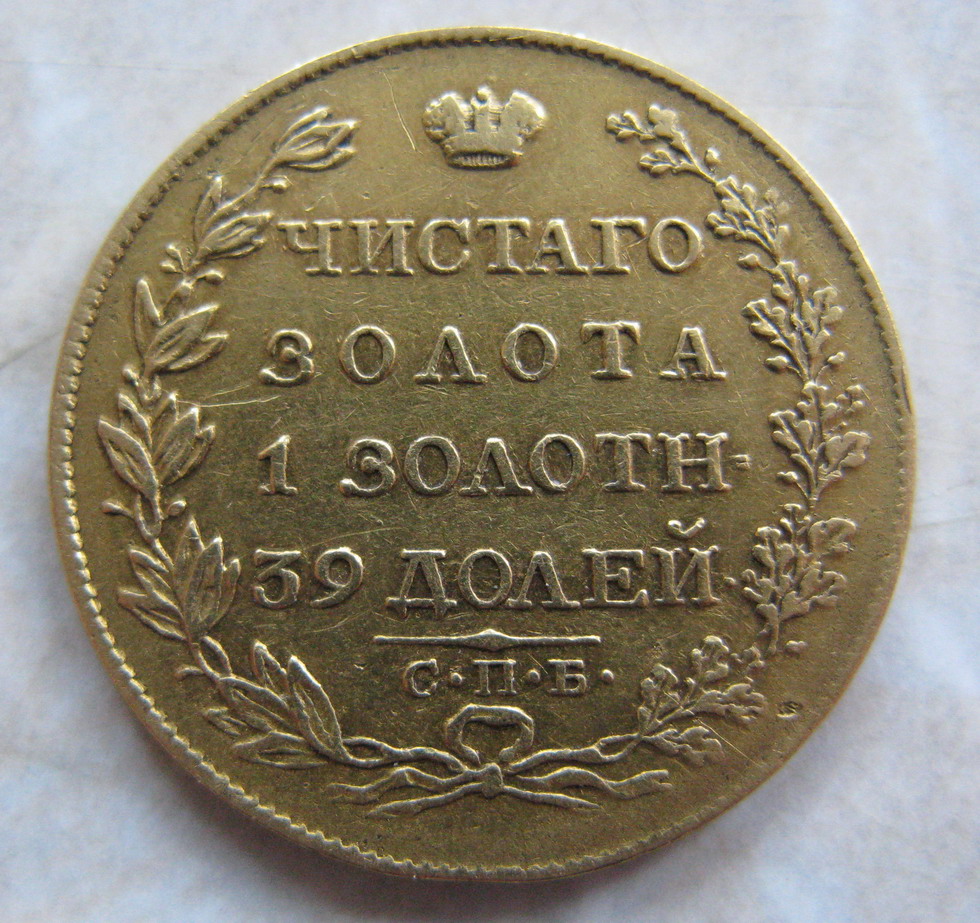 ЧИСТАГО
ЗОЛОТА
1 ЗОЛОТН=
39 ДОЛЕЙ
С·П·Б·